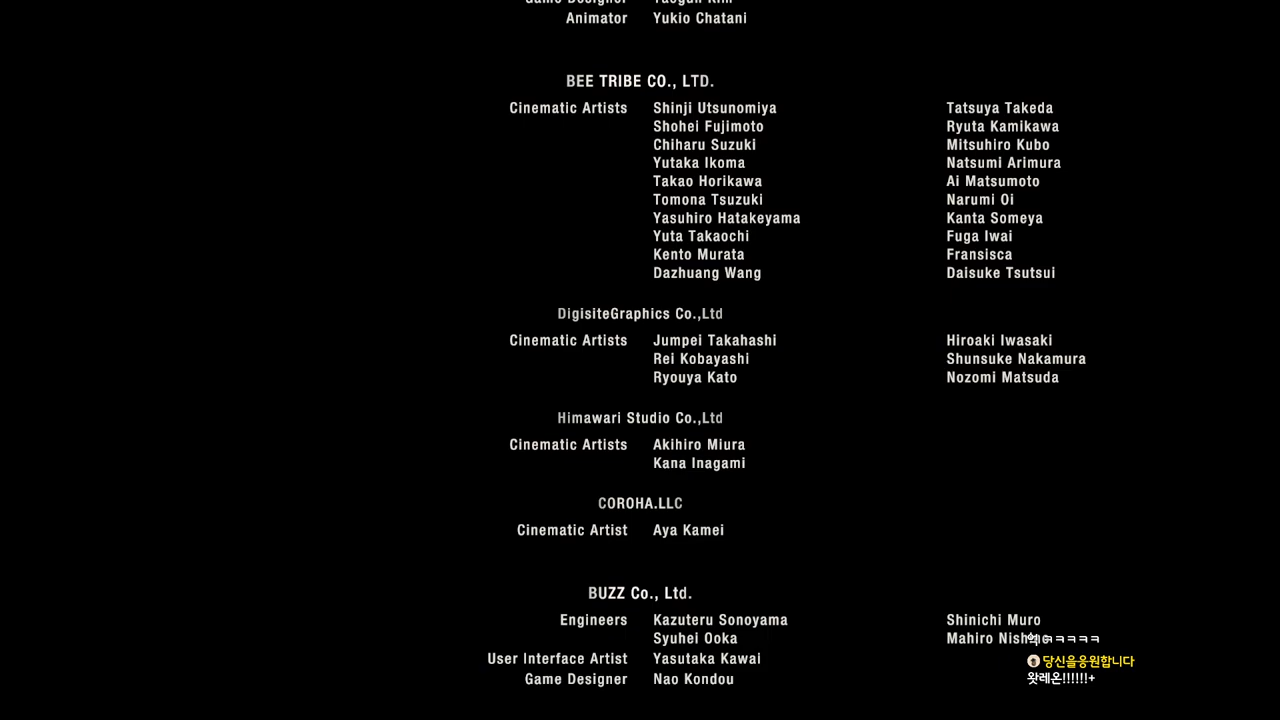 Animator Yukio Chatani
BEE TRIBE CO., LTD.
Cinematic Artists Shinji Utsunomiya Tatsuya Takeda
Shohei Fujimoto Ryuta Kamikawa
Chiharu Suzuki Mitsuhiro Kubo
Yutaka Ikoma Natsumi Arimura
Takao Horikawa Ai Matsumoto
Tomona Tsuzuki Narumi Oi
Yasuhiro Hatakeyama Kanta Someya
Yuta Takaochi Fuga Iwai
Kento Murata Fransisca
Dazhuang Wang Daisuke Tsutsui
DigisiteGraphics Co.,Ltd
Cinematic Artists Jumpei Takahashi Hiroaki Iwasaki
Rei Kobayashi Shunsuke Nakamura
Ryouya Kato Nozomi Matsuda
Himawari Studio Co.,Ltd
Cinematic Artists Akihiro Miura
Kana Inagami
COROHA.LLC
Cinematic Artist Aya Kamei
BUZZ Co., Ltd.
Engineers Kazuteru Sonoyama Shinichi Muro
Syuhei Ooka Mahiro
ㅋㅋㅋㅋㅋ
User Interface Artist Yasutaka Kawai
당신을응원합니다
Game Designer Nao Kondou
왓레온!!!!!!+